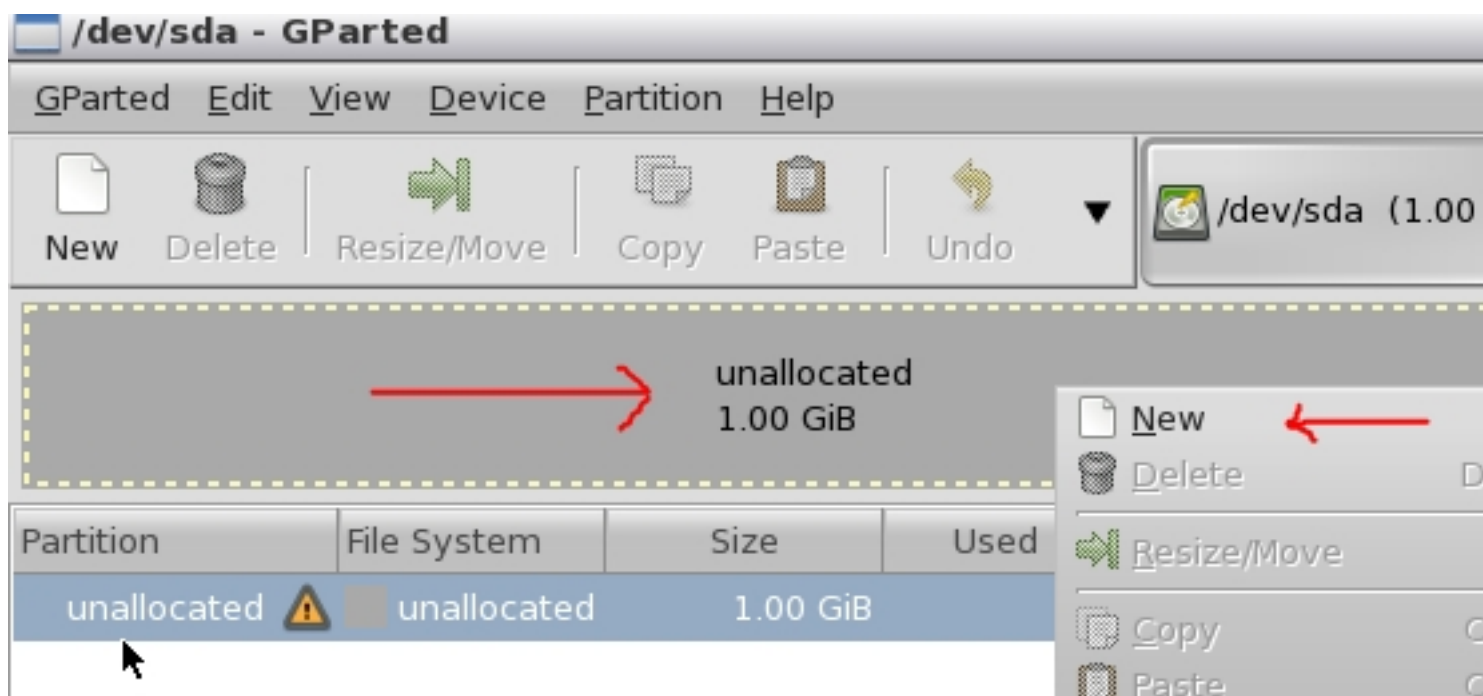 /dev/sda - GParted
GParted Edit View Device Partition Help
New Delete Resize/Move Copy Paste Undo
/dev/sda (1.00
unallocated
1.00 GiB
New
Delete D
Resize/Move
Copy C
Paste
Partition File System Size Used
unallocated unallocated 1.00 GiB